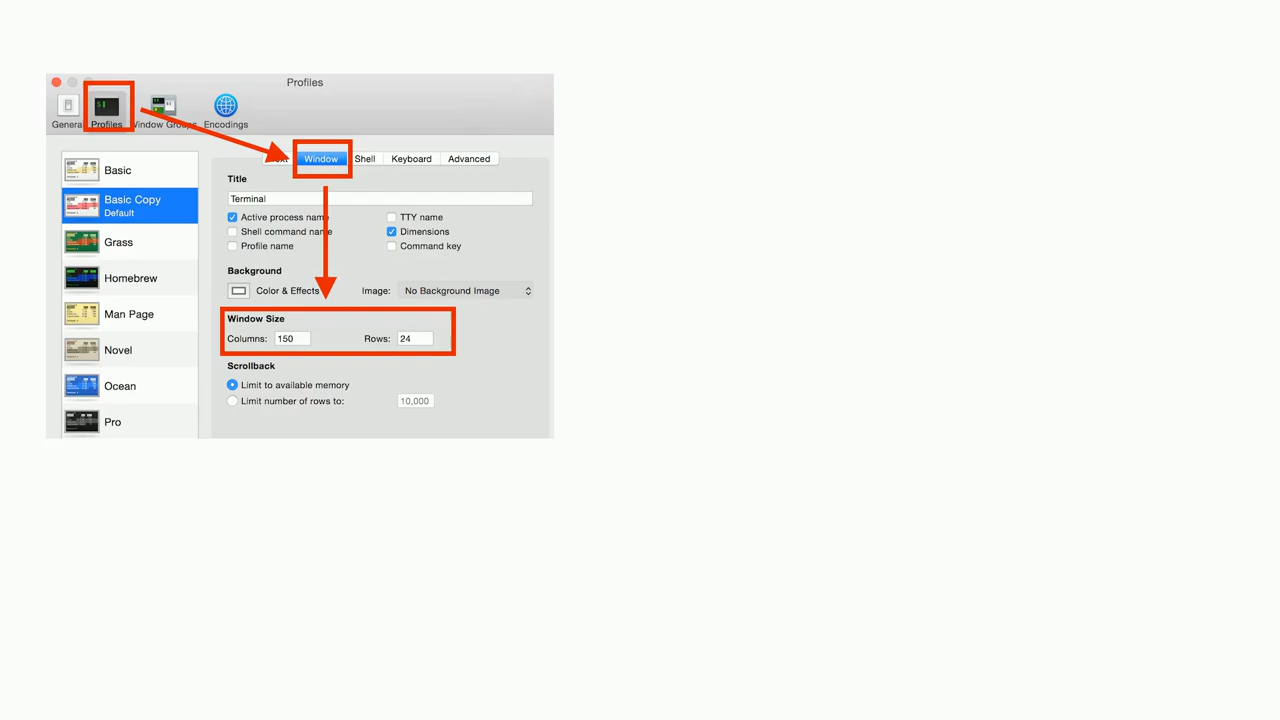 Profiles
Genera Profiles Window Groups Encodings
Window Shell Keyboard Advanced
Basic
Basic Copy
Default
Grass
Homebrew
Man Page
Novel
Ocean
Pro
Title
Terminal
Active process name TTY name
Shell command name Dimensions
Profile name Command key
Background
Color & Effects Image: No Background Image
Window Size
Columns: 150 Rows: 24
Scrollback
Limit to available memory
Limit number of rows to: 10,000